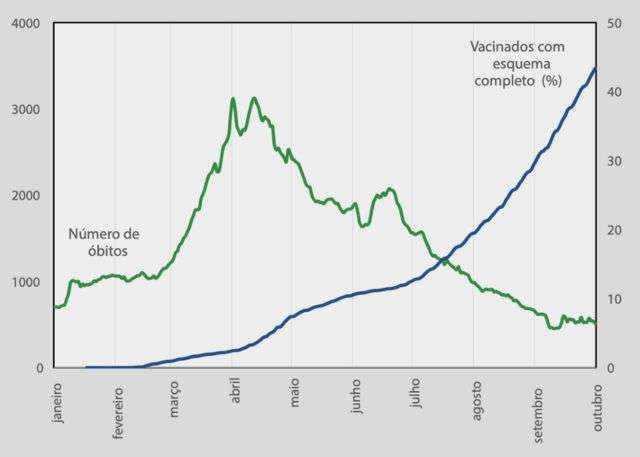 4000
3000
2000
1000
0
50
40
30
20
10
0
Vacinados com
esquema
completo (%)
Número de
óbitos
janeiro
fevereiro
março
abril
maio
junho
julho
agosto
setembro
outubro